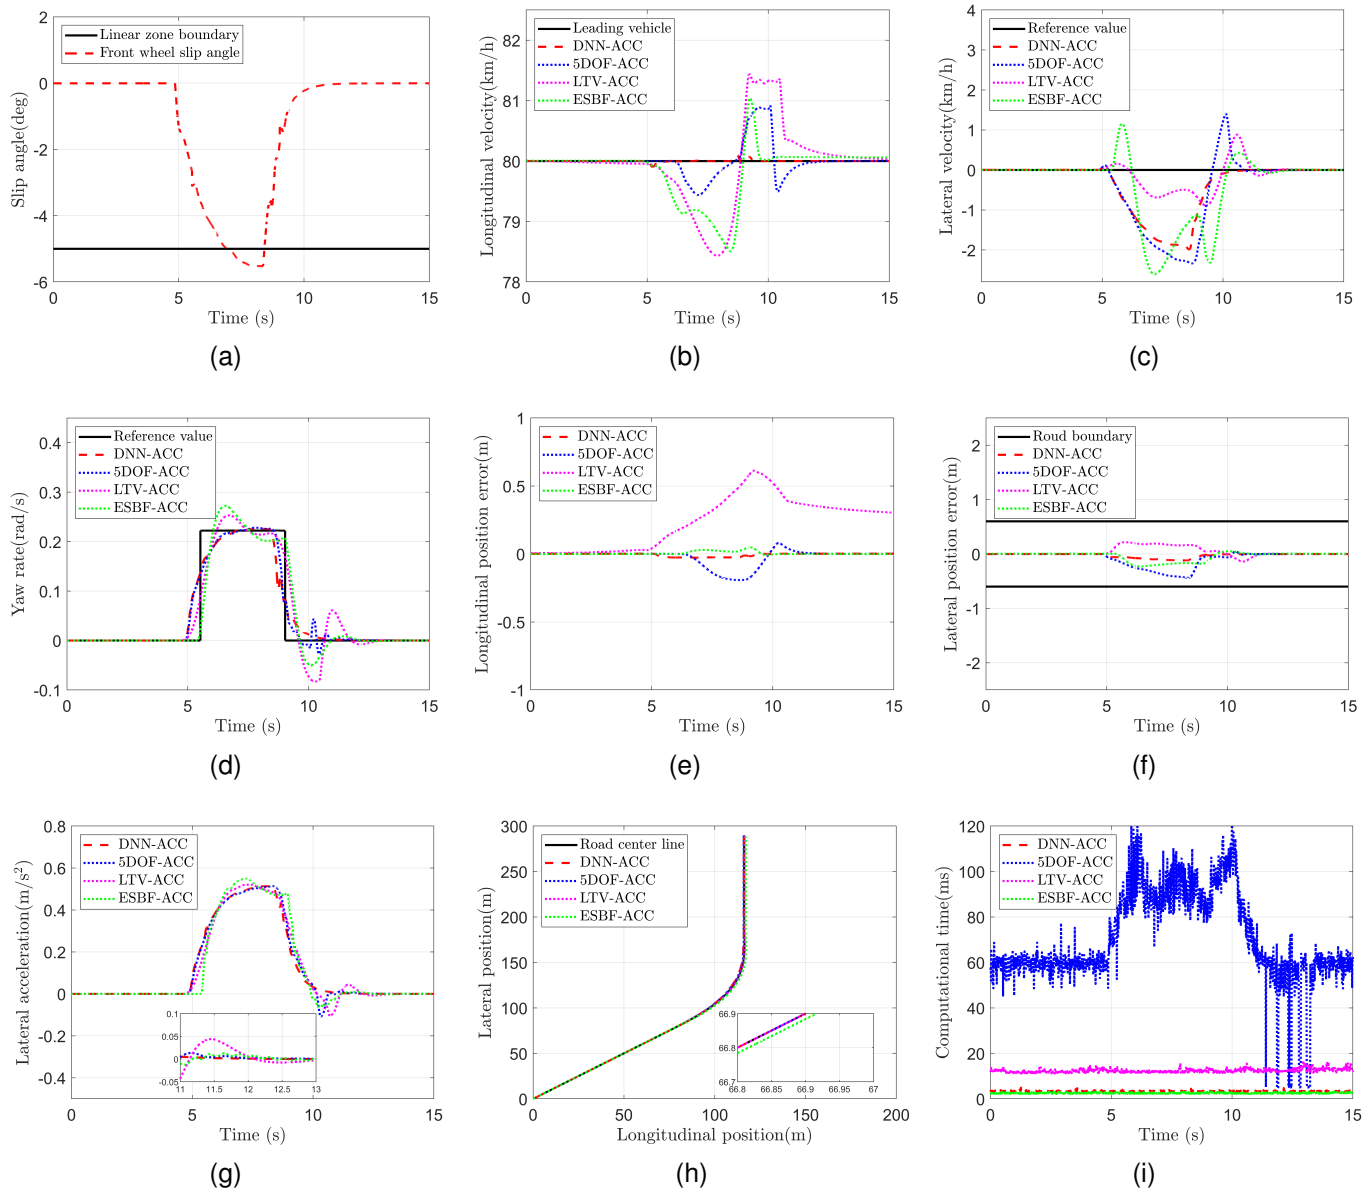 2
0
-2
-4
-6
Slip angle(deg)
Linear zone boundary
Front wheel slip angle
0 5 10 15
Time (s)
(a)
82
81
80
79
78
Longitudinal velocity(km/h)
Leading vehicle
DNN-ACC
5DOF-ACC
LTV-ACC
ESBF-ACC
0 5 10 15
Time (s)
(b)
4
3
2
1
0
-1
-2
Lateral velocity(km/h)
Reference value
DNN-ACC
5DOF-ACC
LTV-ACC
ESBF-ACC
0 5 10 15
Time (s)
(c)
0.4
0.3
0.2
0.1
0
-0.1
Yaw rate(rad/s)
Reference value
DNN-ACC
5DOF-ACC
LTV-ACC
ESBF-ACC
0 5 10 15
Time (s)
(d)
1
0.5
0
-0.5
-1
Longitudinal position error(m)
DNN-ACC
5DOF-ACC
LTV-ACC
ESBF-ACC
0 5 10 15
Time (s)
(e)
2
1
0
-1
-2
Lateral position error(m)
Roud boundary
DNN-ACC
5DOF-ACC
LTV-ACC
ESBF-ACC
0 5 10 15
Time (s)
(f)
0.8
0.6
0.4
0.2
0
-0.2
-0.4
Lateral acceleration(m/s²)
DNN-ACC
5DOF-ACC
LTV-ACC
ESBF-ACC
0.1
0.05
0
-0.05
11 11.5 12 12.5 13
0 5 10 15
Time (s)
(g)
300
250
200
150
100
50
0
Lateral position(m)
Road center line
DNN-ACC
5DOF-ACC
LTV-ACC
ESBF-ACC
66.9
66.8
66.7
66.8 66.85 66.9 66.95 67
0 50 100 150 200
Longitudinal position(m)
(h)
120
100
80
60
40
20
0
Computational time(ms)
DNN-ACC
5DOF-ACC
LTV-ACC
ESBF-ACC
0 5 10 15
Time (s)
(i)